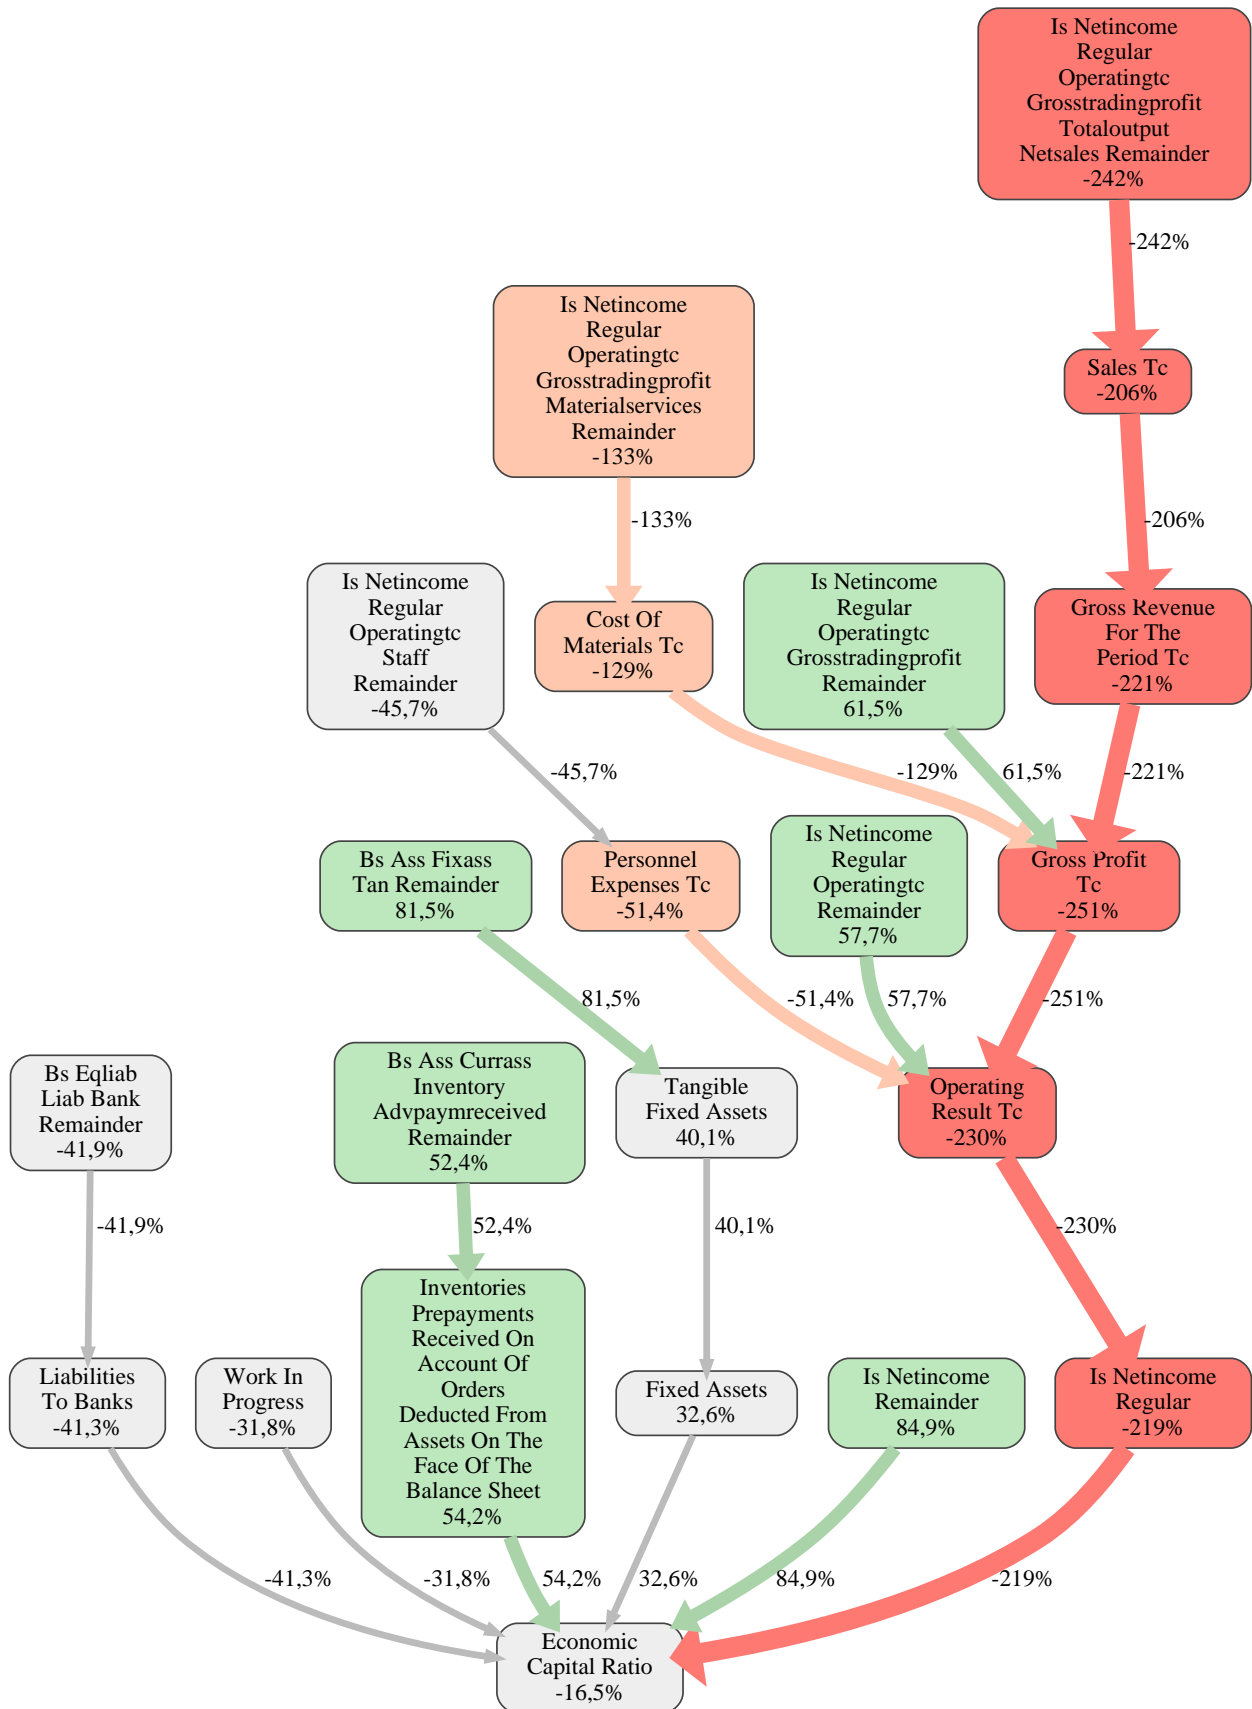 Is Netincome
Regular
Operatingtc
Grosstradingprofit
Totaloutput
Netsales Remainder
-242%
-242%
Is Netincome
Regular
Operatingtc
Grosstradingprofit
Materialservices
Remainder
-133%
Sales Tc
-206%
-133%
-206%
Is Netincome
Regular
Operatingtc
Staff
Remainder
-45,7%
Cost Of
Materials Tc
-129%
Is Netincome
Regular
Operatingtc
Grosstradingprofit
Remainder
61,5%
Gross Revenue
For The
Period Tc
-221%
-45,7%
-129%
61,5%
-221%
Bs Ass Fixass
Tan Remainder
81,5%
Personnel
Expenses Tc
-51,4%
Is Netincome
Regular
Operatingtc
Remainder
57,7%
Gross Profit
Tc
-251%
81,5%
-51,4%
57,7%
-251%
Bs Eqliab
Liab Bank
Remainder
-41,9%
Bs Ass Currass
Inventory
Advpaymreceived
Remainder
52,4%
Tangible
Fixed Assets
40,1%
Operating
Result Tc
-230%
-41,9%
52,4%
40,1%
-230%
Liabilities
To Banks
-41,3%
Work In
Progress
-31,8%
Inventories
Prepayments
Received On
Account Of
Orders
Deducted From
Assets On The
Face Of The
Balance Sheet
54,2%
Fixed Assets
32,6%
Is Netincome
Remainder
84,9%
Is Netincome
Regular
-219%
-41,3%
-31,8%
54,2%
32,6%
84,9%
-219%
Economic
Capital Ratio
-16,5%